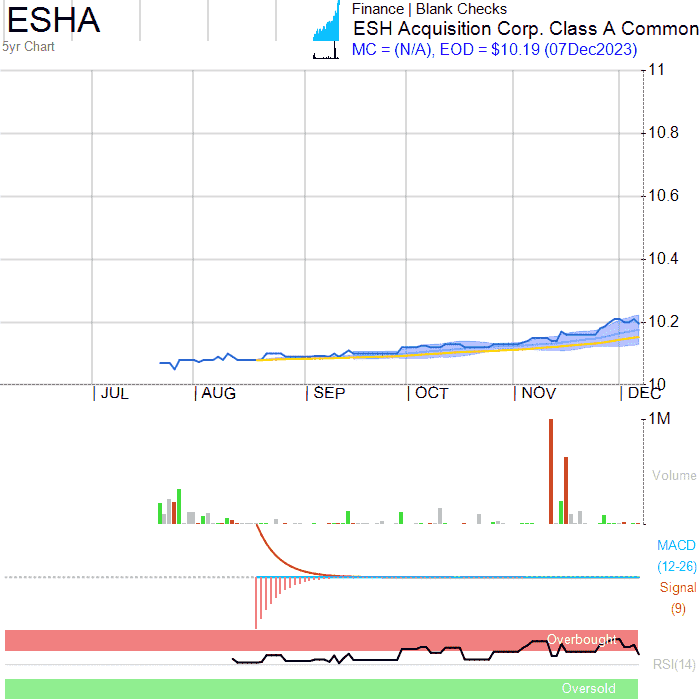 ESHA
5yr Chart
Finance | Blank Checks
ESH Acquisition Corp. Class A Common
MC = (N/A), EOD = $10.19 (07Dec2023)
11
10.8
10.6
10.4
10.2
10
JUL AUG SEP OCT NOV DEC
1M
Volume
MACD
(12-26)
Signal
(9)
Overbought
RSI(14)
Oversold